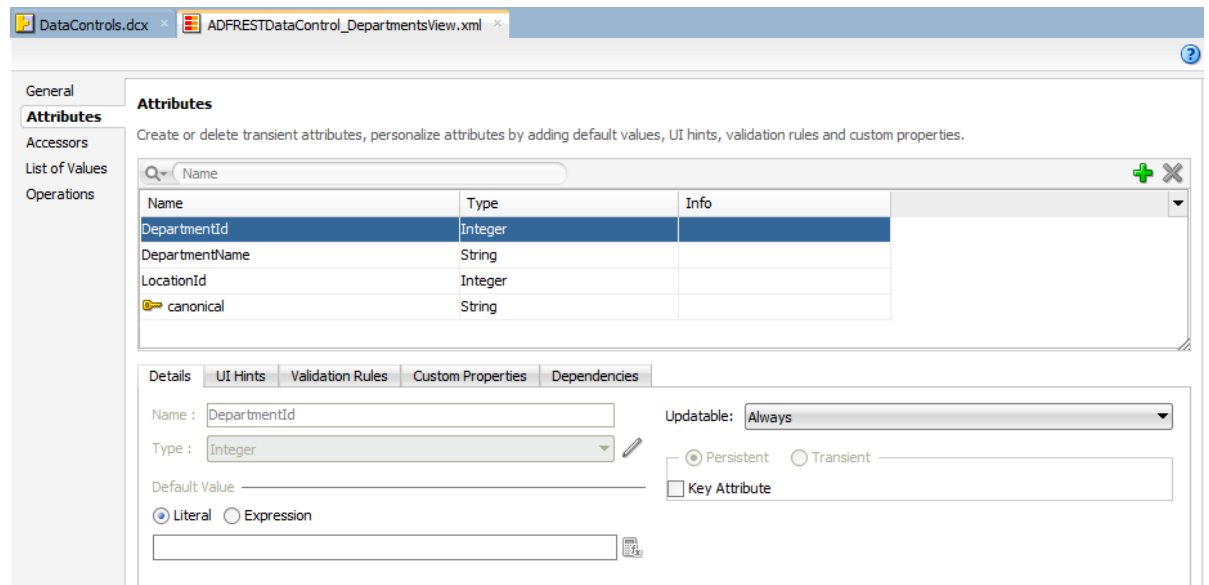 DataControls.dcx ADFRESTDataControl_DepartmentsView.xml
General
Attributes
Accessors
List of Values
Operations
Attributes
Create or delete transient attributes, personalize attributes by adding default values, UI hints, validation rules and custom properties.
Name
Name Type Info
DepartmentId Integer
DepartmentName String
LocationId Integer
canonical String
Details UI Hints Validation Rules Custom Properties Dependencies
Name : DepartmentId
Type : Integer
Default Value
Literal Expression
Updatable: Always
Persistent Transient
Key Attribute